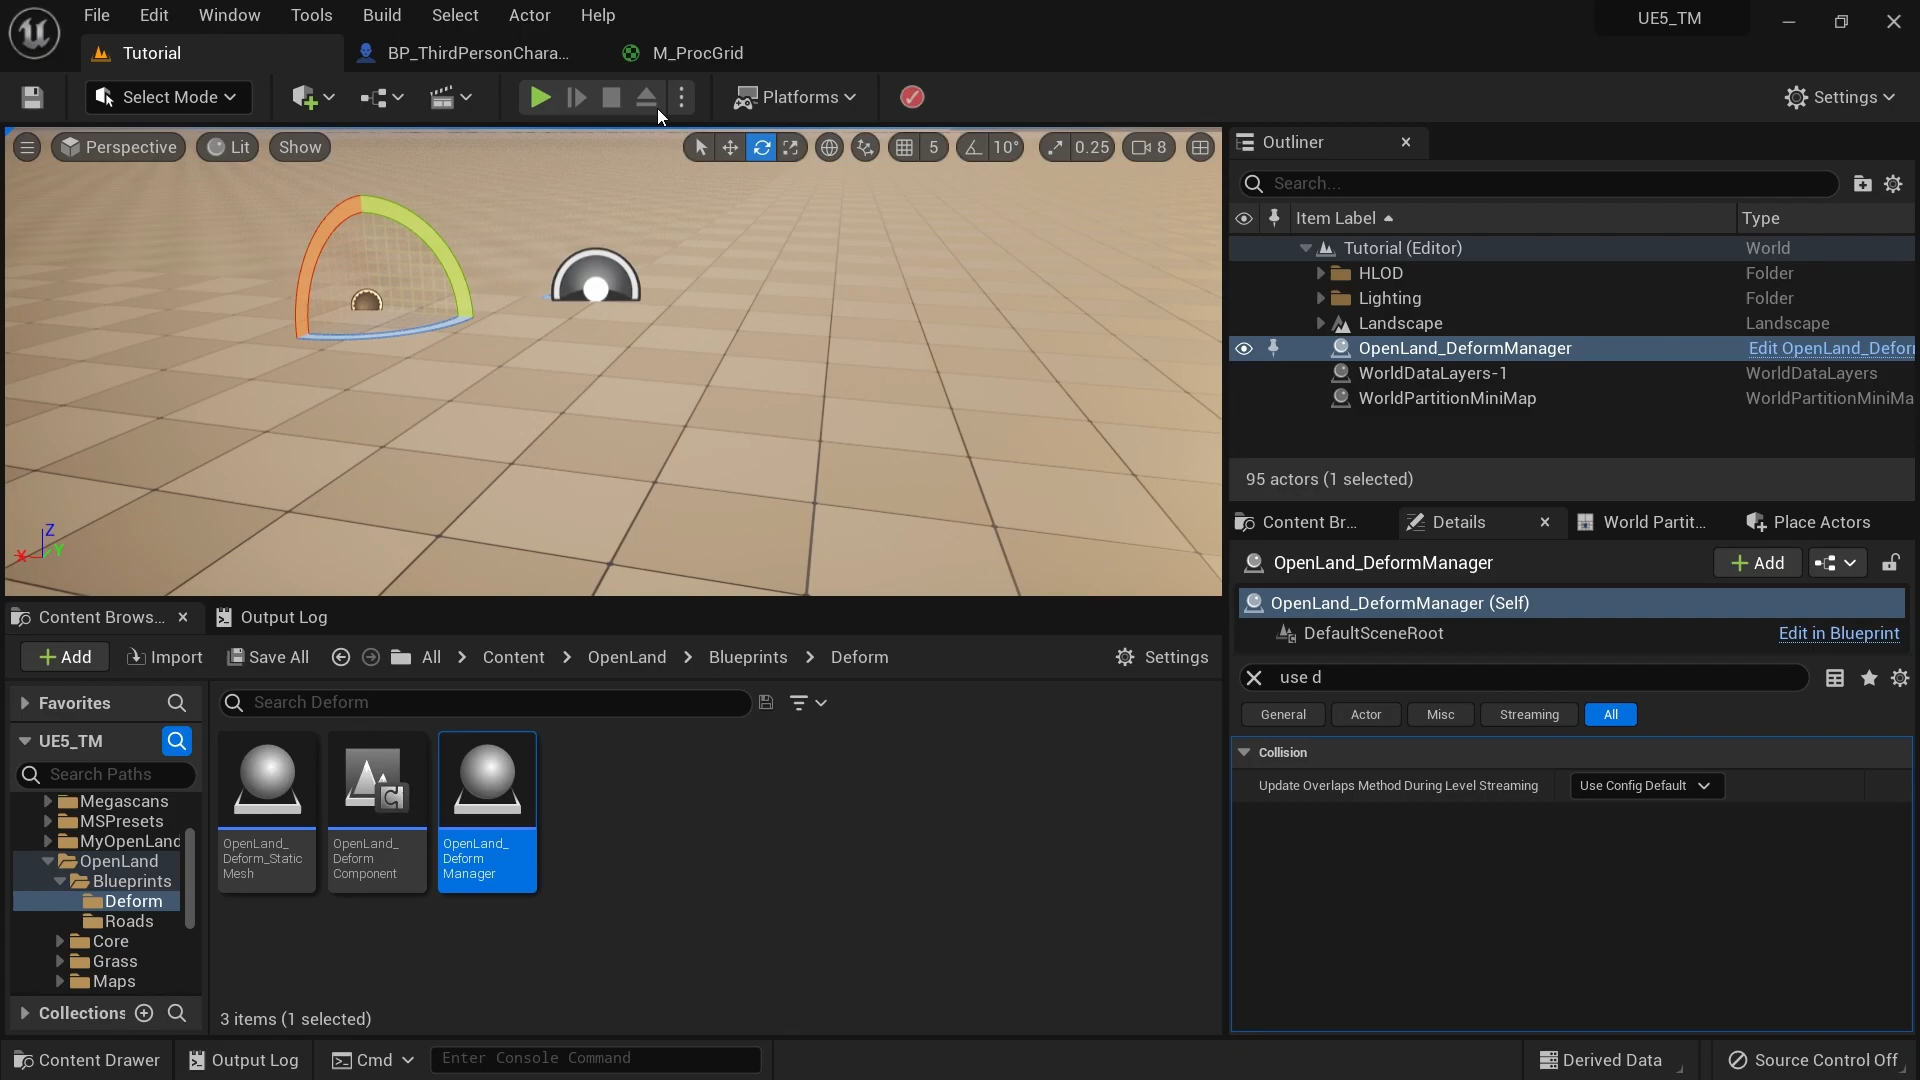 File Edit Window Tools Build Select Actor Help
UE5_TM
Tutorial
BP_ThirdPersonChara...
M_ProcGrid
Select Mode
Platforms
Settings
Perspective
Lit
Show
5
10°
0.25
8
Z
X
Y
Outliner
Search...
Item Label
Type
Tutorial (Editor)
World
HLOD
Folder
Lighting
Folder
Landscape
Landscape
OpenLand_DeformManager
Edit OpenLand_Defor
WorldDataLayers-1
WorldDataLayers
WorldPartitionMiniMap
WorldPartitionMiniMa
95 actors (1 selected)
Content Br...
Details
World Partit...
Place Actors
OpenLand_DeformManager
Add
OpenLand_DeformManager (Self)
DefaultSceneRoot
Edit in Blueprint
use d
General
Actor
Misc
Streaming
All
Collision
Update Overlaps Method During Level Streaming
Use Config Default
Content Brows...
Output Log
Add
Import
Save All
All
Content
OpenLand
Blueprints
Deform
Settings
Favorites
Search Deform
UE5_TM
Search Paths
Megascans
MSPresets
MyOpenLand
OpenLand
Blueprints
Deform
Roads
Core
Grass
Maps
Collections
OpenLand_
Deform_Static
Mesh
OpenLand_
Deform
Component
OpenLand_
Deform
Manager
3 items (1 selected)
Content Drawer
Output Log
Cmd
Enter Console Command
Derived Data
Source Control Off